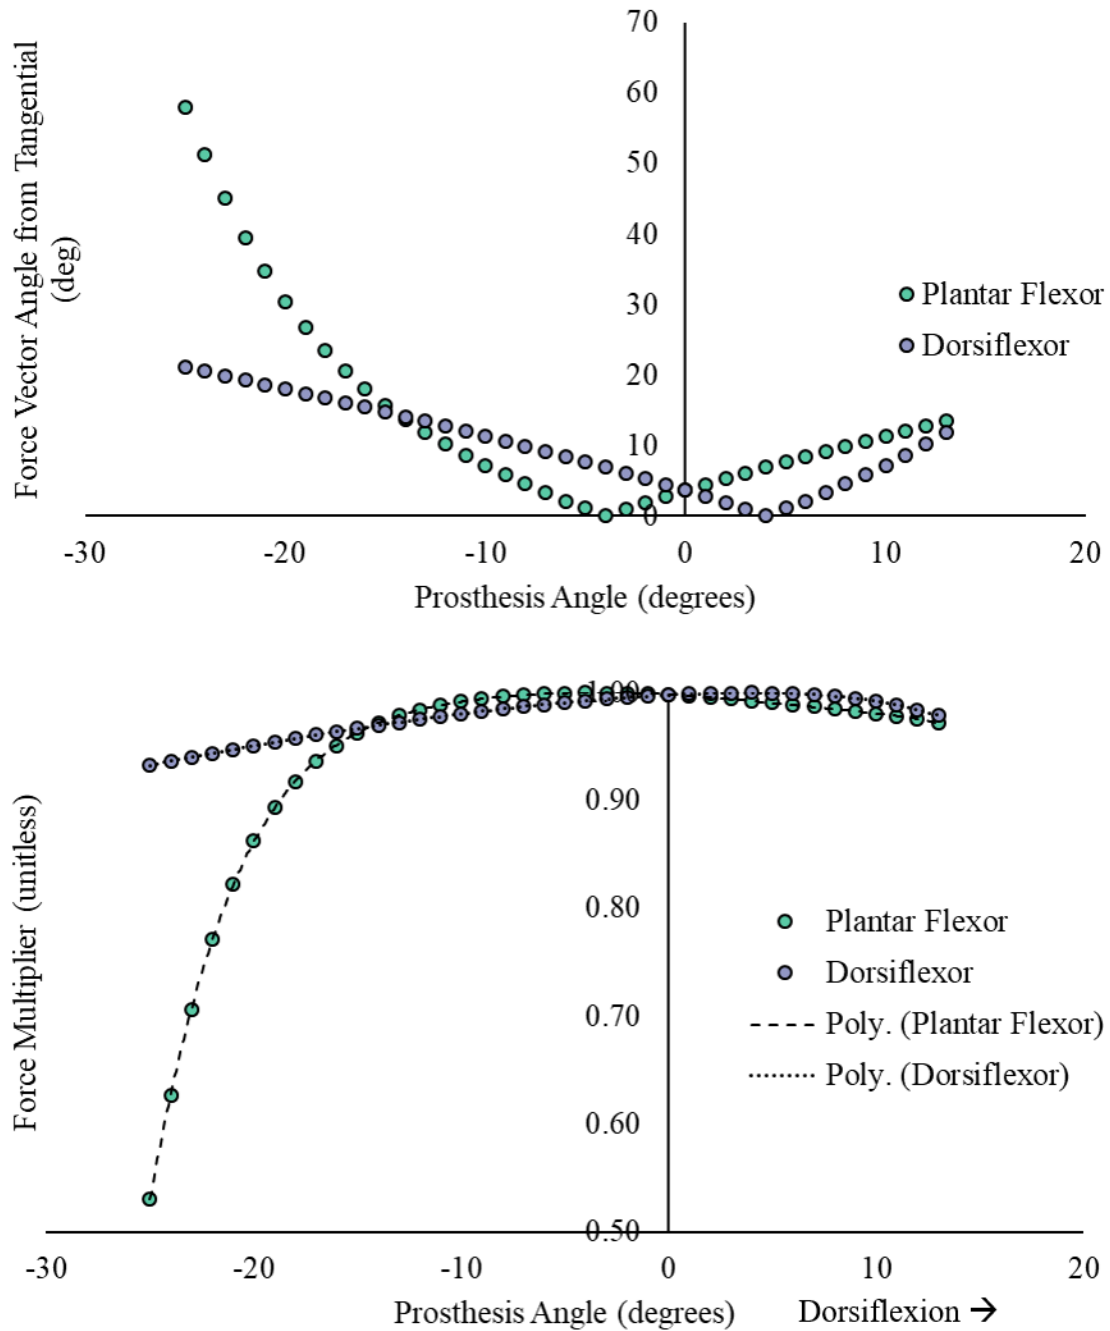 70
60
50
40
30
20
10
0
Force Vector Angle from Tangential
(deg)
Plantar Flexor
Dorsiflexor
-30 -20 -10 0 10 20
Prosthesis Angle (degrees)
1.00
0.90
0.80
0.70
0.60
0.50
Force Multiplier (unitless)
Plantar Flexor
Dorsiflexor
Poly. (Plantar Flexor)
Poly. (Dorsiflexor)
-30 -20 -10 0 10 20
Prosthesis Angle (degrees) Dorsiflexion →